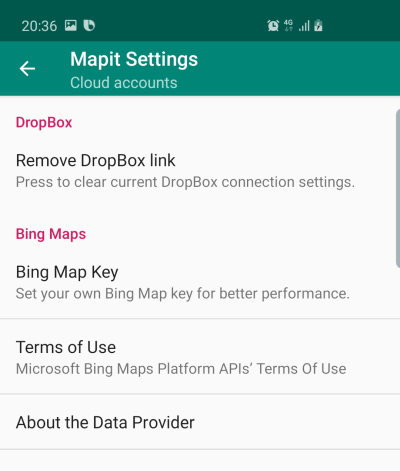 20:36
4G
Mapit Settings
Cloud accounts
DropBox
Remove DropBox link
Press to clear current DropBox connection settings.
Bing Maps
Bing Map Key
Set your own Bing Map key for better performance.
Terms of Use
Microsoft Bing Maps Platform APIs’ Terms Of Use
About the Data Provider